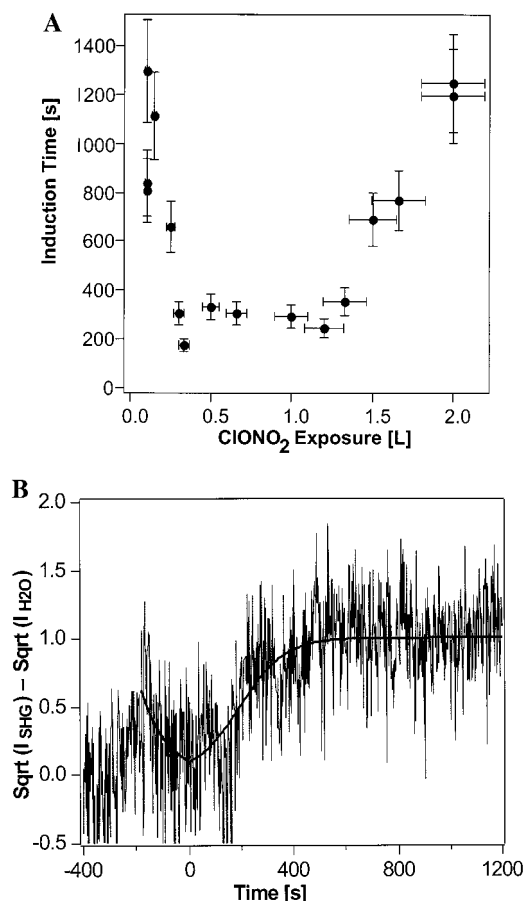 A
Induction Time [s]
1400
1200
1000
800
600
400
200
0
0.0 0.5 1.0 1.5 2.0
ClONO2 Exposure [L]
B
Sqrt (I SHG) – Sqrt (I H2O)
2.0
1.5
1.0
0.5
0.0
-0.5
-400 0 400 800 1200
Time [s]